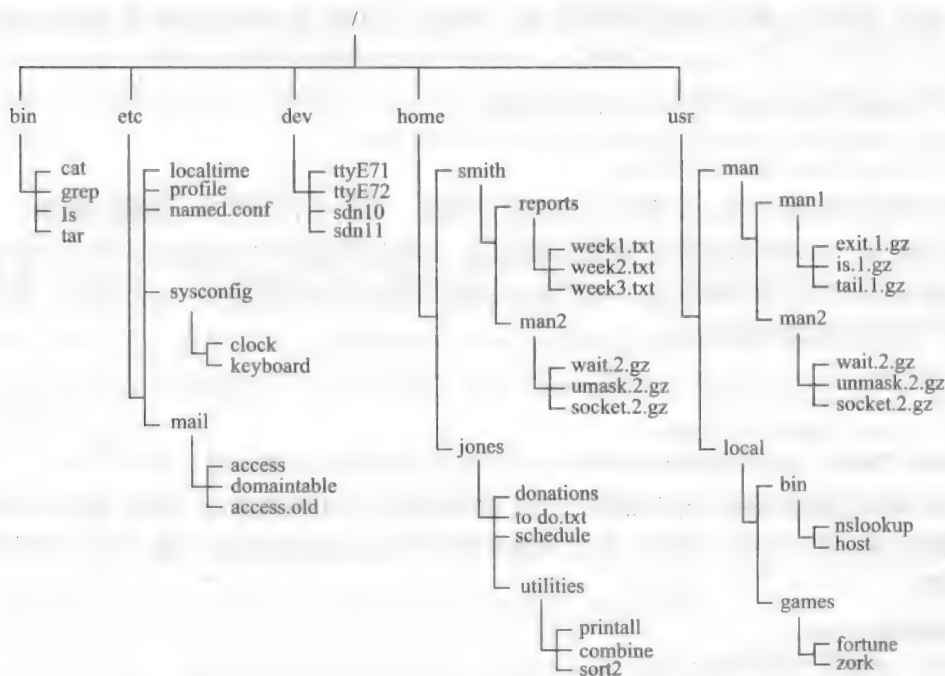 /
bin
cat
grep
ls
tar
etc
localtime
profile
named.conf
sysconfig
clock
keyboard
mail
access
domaintable
access.old
dev
ttyE71
ttyE72
sdn10
sdn11
home
smith
reports
week1.txt
week2.txt
week3.txt
man2
wait.2.gz
umask.2.gz
socket.2.gz
jones
donations
to do.txt
schedule
utilities
printall
combine
sort2
usr
man
man1
exit.1.gz
is.1.gz
tail.1.gz
man2
wait.2.gz
unmask.2.gz
socket.2.gz
local
bin
nslookup
host
games
fortune
zork